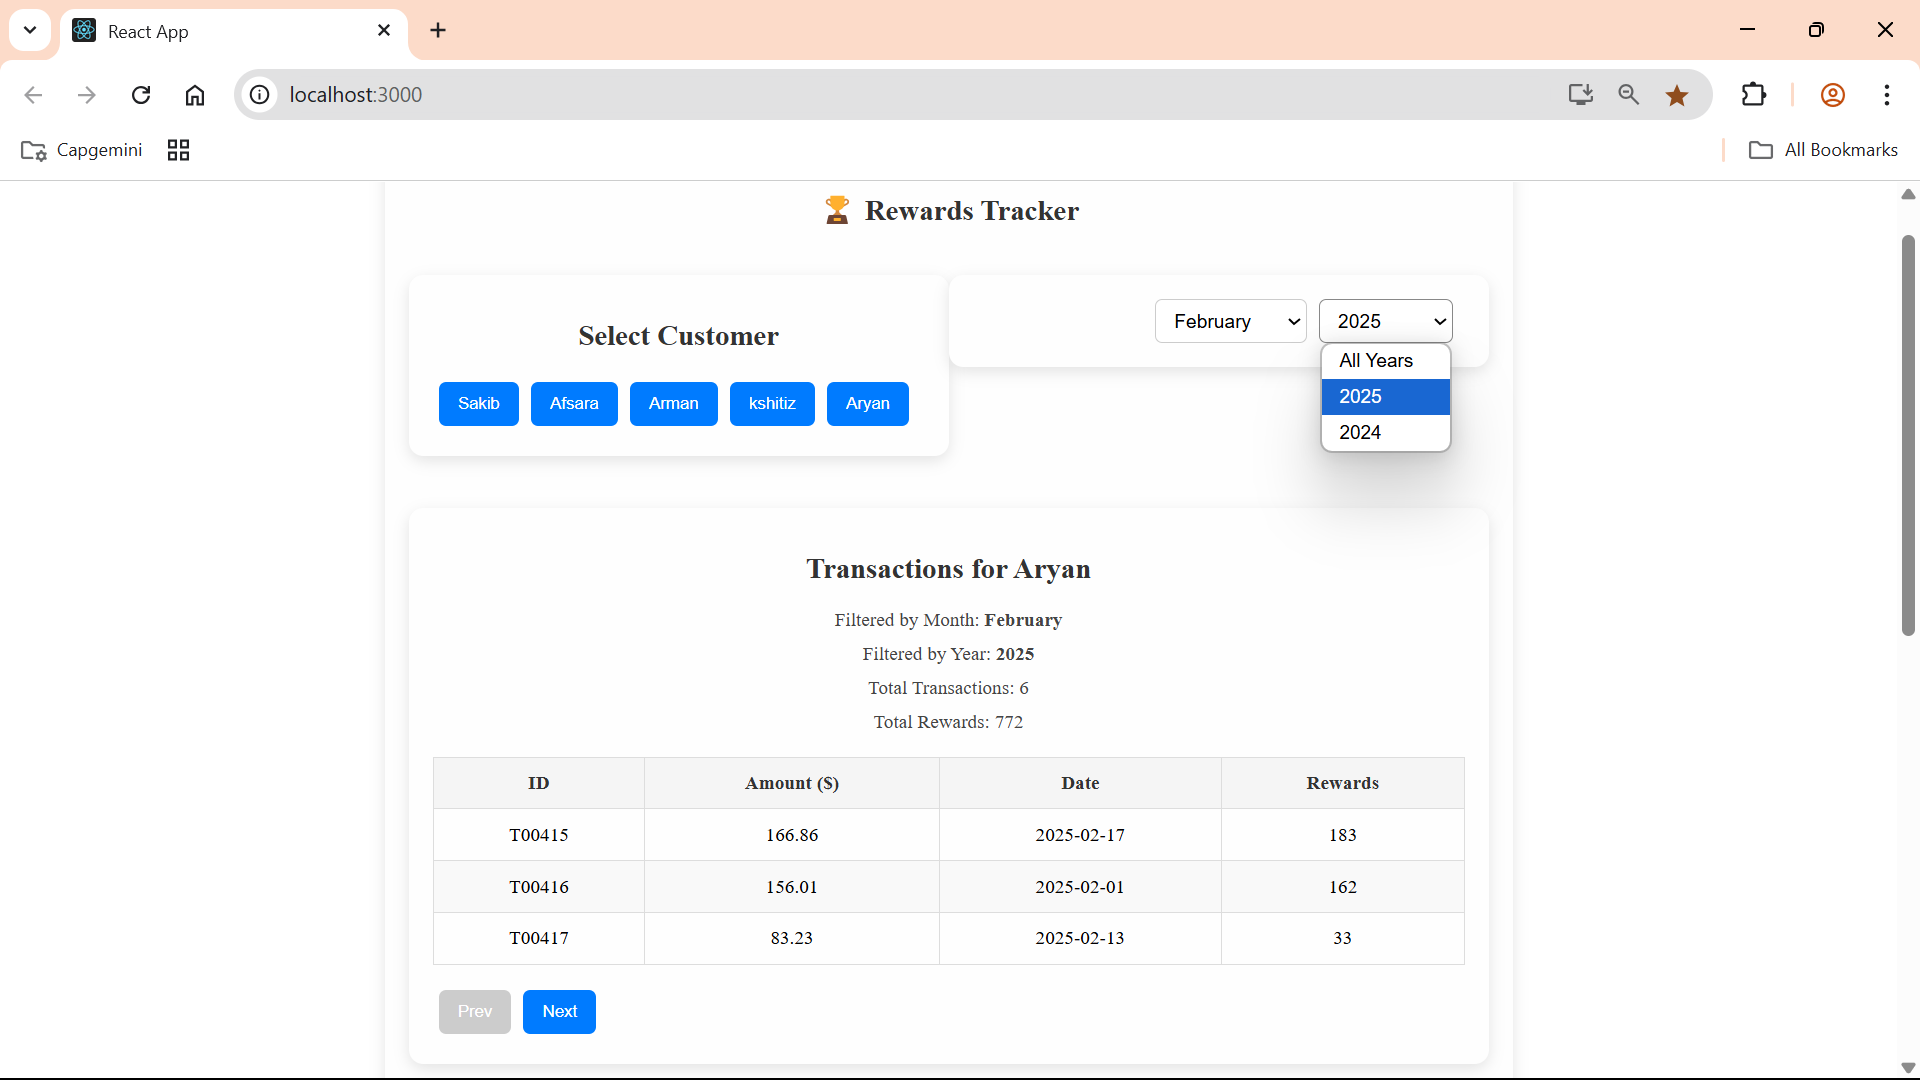 React App
localhost:3000
Capgemini
All Bookmarks
🏆 Rewards Tracker
Select Customer
February 2025
All Years
2025
2024
Sakib Afsara Arman kshitiz Aryan
Transactions for Aryan
Filtered by Month: February
Filtered by Year: 2025
Total Transactions: 6
Total Rewards: 772
ID Amount ($) Date Rewards
T00415 166.86 2025-02-17 183
T00416 156.01 2025-02-01 162
T00417 83.23 2025-02-13 33
Prev Next